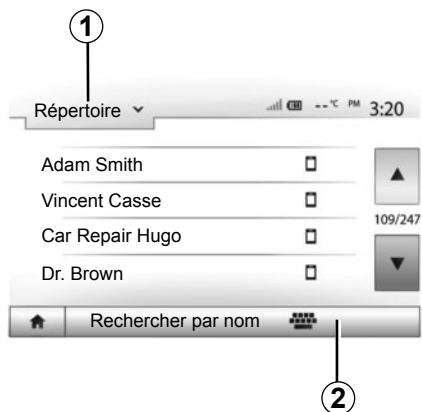 1
Répertoire
--°C PM 3:20
Adam Smith
Vincent Casse
109/247
Car Repair Hugo
Dr. Brown
Rechercher par nom
2